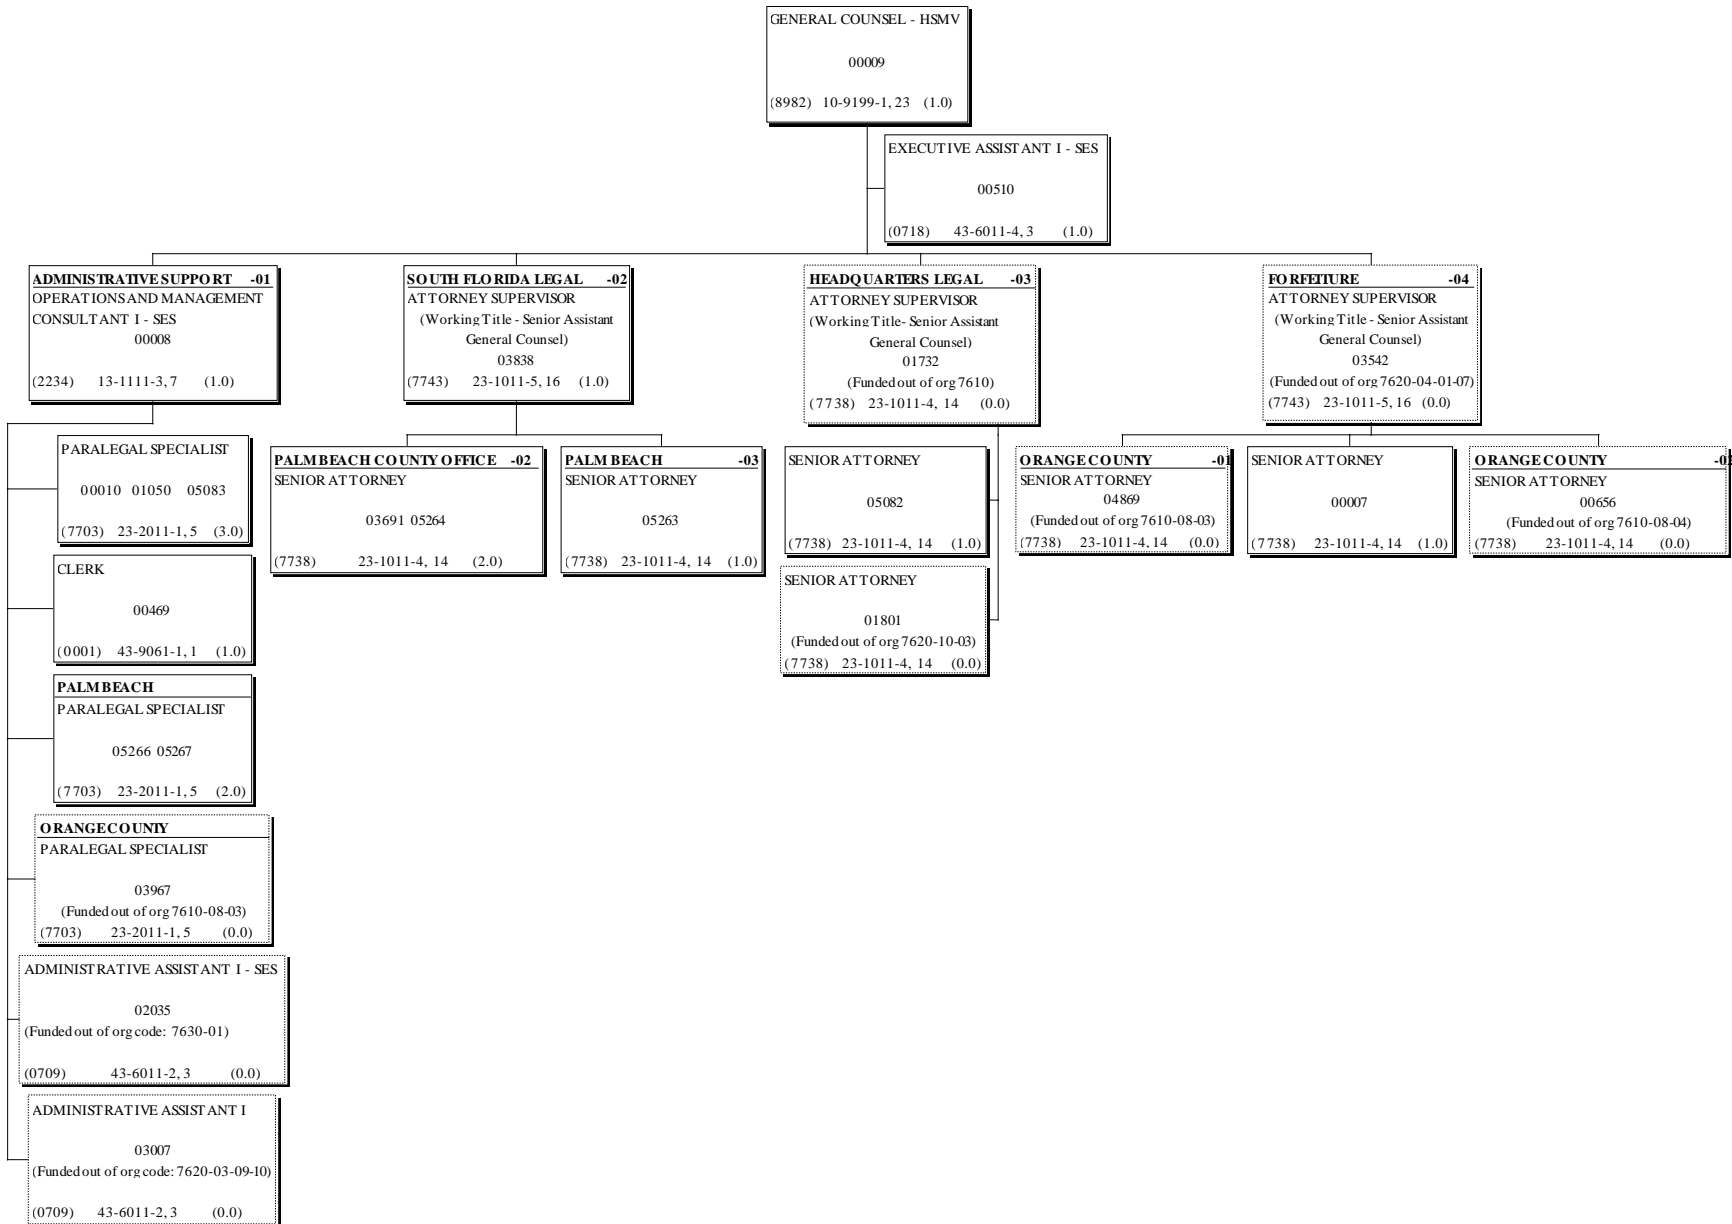 GENERAL COUNSEL - HSMV
00009
(8982) 10-9199-1, 23 (1.0)
EXECUTIVE ASSISTANT I - SES
00510
(0718) 43-6011-4, 3 (1.0)
ADMINISTRATIVE SUPPORT -01
OPERATIONS AND MANAGEMENT
CONSULTANT I - SES
00008
(2234) 13-1111-3, 7 (1.0)
SOUTH FLORIDA LEGAL -02
ATTORNEY SUPERVISOR
(Working Title - Senior Assistant
General Counsel)
03838
(7743) 23-1011-5, 16 (1.0)
HEADQUARTERS LEGAL -03
ATTORNEY SUPERVISOR
(Working Title- Senior Assistant
General Counsel)
01732
(Funded out of org 7610)
(7738) 23-1011-4, 14 (0.0)
FORFEITURE -04
ATTORNEY SUPERVISOR
(Working Title - Senior Assistant
General Counsel)
03542
(Funded out of org 7620-04-01-07)
(7743) 23-1011-5, 16 (0.0)
PARALEGAL SPECIALIST
00010 01050 05083
(7703) 23-2011-1, 5 (3.0)
CLERK
00469
(0001) 43-9061-1, 1 (1.0)
PALM BEACH
PARALEGAL SPECIALIST
05266 05267
(7703) 23-2011-1, 5 (2.0)
ORANGE COUNTY
PARALEGAL SPECIALIST
03967
(Funded out of org 7610-08-03)
(7703) 23-2011-1, 5 (0.0)
ADMINISTRATIVE ASSISTANT I - SES
02035
(Funded out of org code: 7630-01)
(0709) 43-6011-2, 3 (0.0)
ADMINISTRATIVE ASSISTANT I
03007
(Funded out of org code: 7620-03-09-10)
(0709) 43-6011-2, 3 (0.0)
PALM BEACH COUNTY OFFICE -02
SENIOR ATTORNEY
03691 05264
(7738) 23-1011-4, 14 (2.0)
PALM BEACH -03
SENIOR ATTORNEY
05263
(7738) 23-1011-4, 14 (1.0)
SENIOR ATTORNEY
05082
(7738) 23-1011-4, 14 (1.0)
SENIOR ATTORNEY
01801
(Funded out of org 7620-10-03)
(7738) 23-1011-4, 14 (0.0)
ORANGE COUNTY -01
SENIOR ATTORNEY
04869
(Funded out of org 7610-08-03)
(7738) 23-1011-4, 14 (0.0)
SENIOR ATTORNEY
00007
(7738) 23-1011-4, 14 (1.0)
ORANGE COUNTY
SENIOR ATTORNEY
00656
(Funded out of org 7610-08-04)
(7738) 23-1011-4, 14 (0.0)